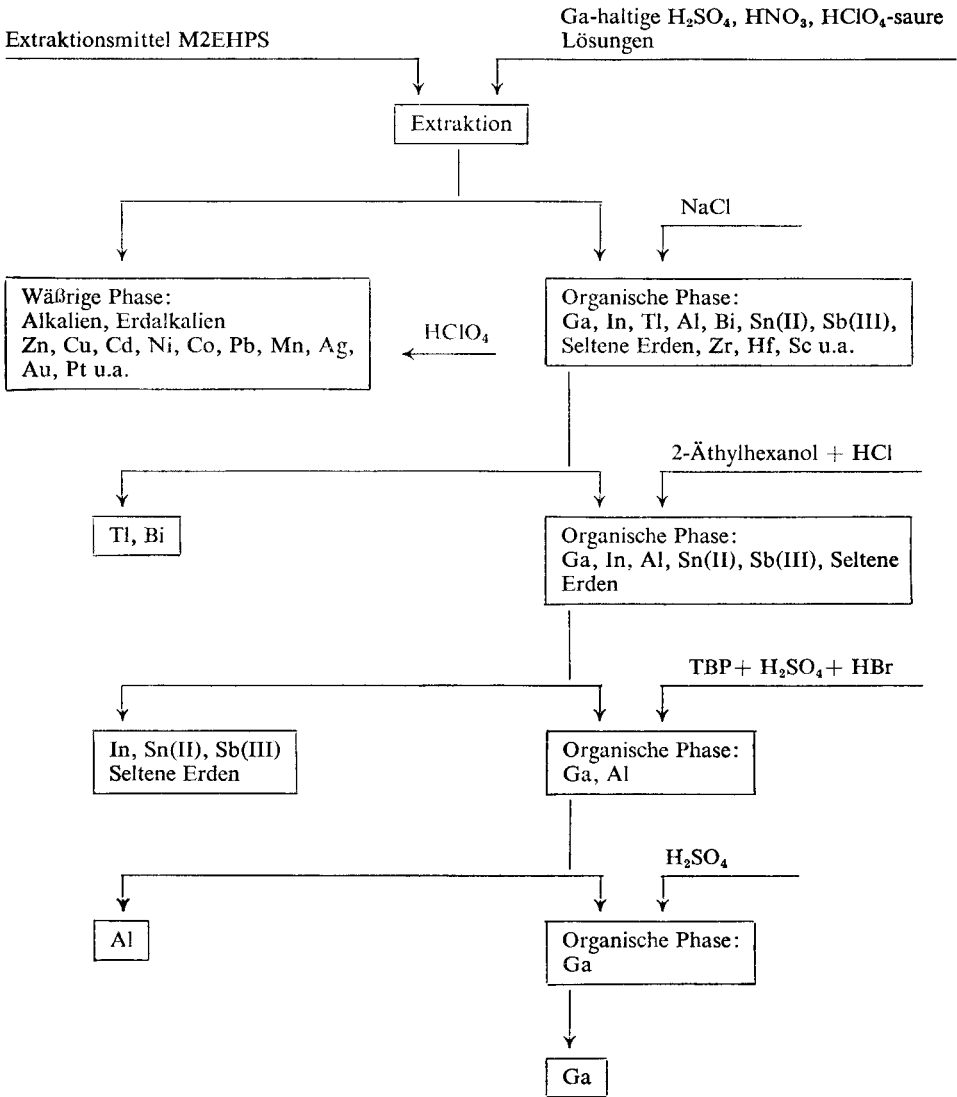 Extraktionsmittel M2EHPS
Ga-haltige H₂SO₄, HNO₃, HClO₄-saure
Lösungen
Extraktion
NaCl
Wäßrige Phase:
Alkalien, Erdalkalien
Zn, Cu, Cd, Ni, Co, Pb, Mn, Ag,
Au, Pt u.a.
HClO₄
Organische Phase:
Ga, In, Tl, Al, Bi, Sn(II), Sb(III),
Seltene Erden, Zr, Hf, Sc u.a.
2-Äthylhexanol + HCl
Tl, Bi
Organische Phase:
Ga, In, Al, Sn(II), Sb(III), Seltene
Erden
TBP+ H₂SO₄+ HBr
In, Sn(II), Sb(III)
Seltene Erden
Organische Phase:
Ga, Al
H₂SO₄
Al
Organische Phase:
Ga
Ga